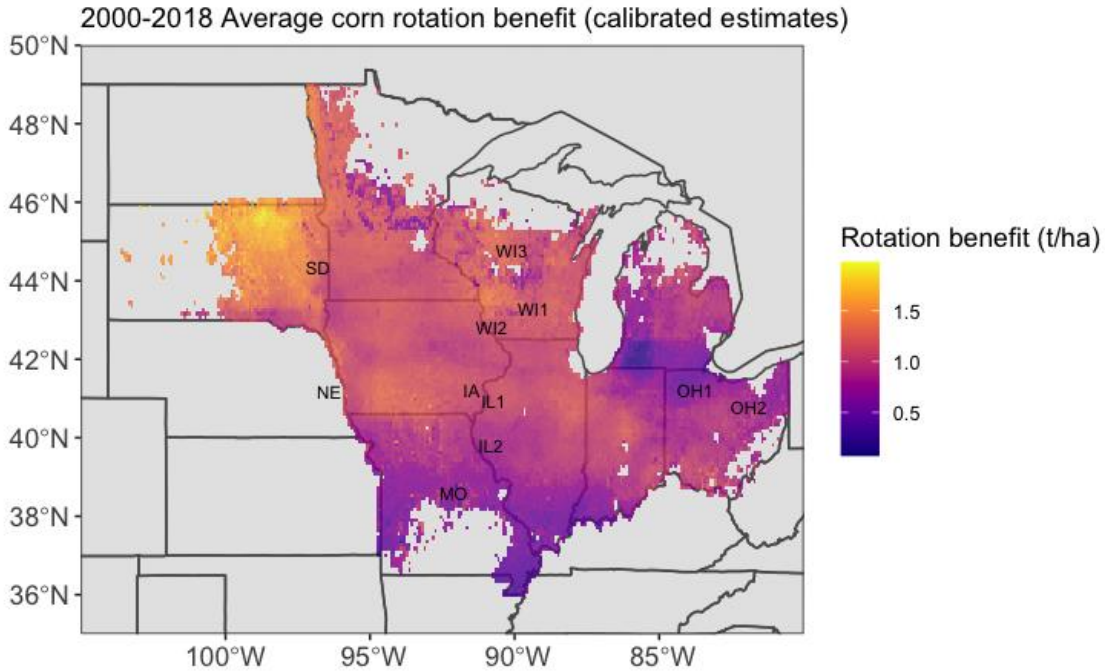 2000-2018 Average corn rotation benefit (calibrated estimates)
50°N
48°N
46°N
44°N
42°N
40°N
38°N
36°N
100°W
95°W
90°W
85°W
SD
WI3
WI1
WI2
NE
IA
IL1
OH1
OH2
IL2
MO
Rotation benefit (t/ha)
1.5
1.0
0.5